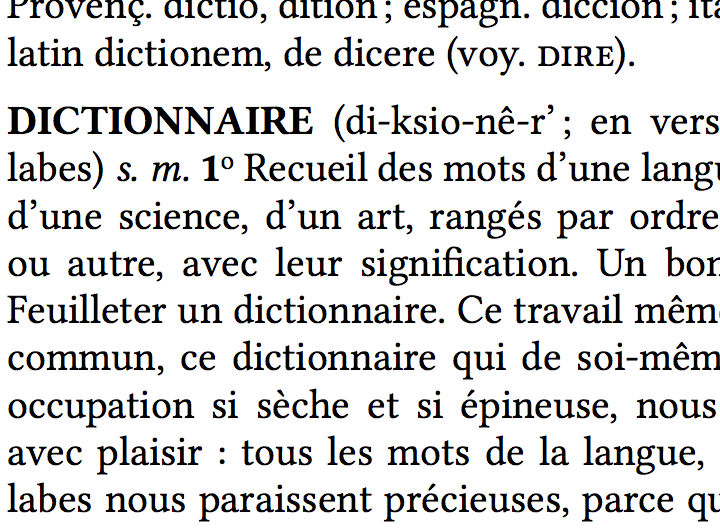 Provenç. dictio, dition ; espagn. diccion ; ita
latin dictionem, de dicere (voy. DIRE).
DICTIONNAIRE (di-ksio-nê-r’ ; en vers
labes) s. m. 1º Recueil des mots d’une langu
d’une science, d’un art, rangés par ordre
ou autre, avec leur signification. Un bon
Feuilleter un dictionnaire. Ce travail même
commun, ce dictionnaire qui de soi-mêm
occupation si sèche et si épineuse, nous
avec plaisir : tous les mots de la langue,
labes nous paraissent précieuses, parce qu